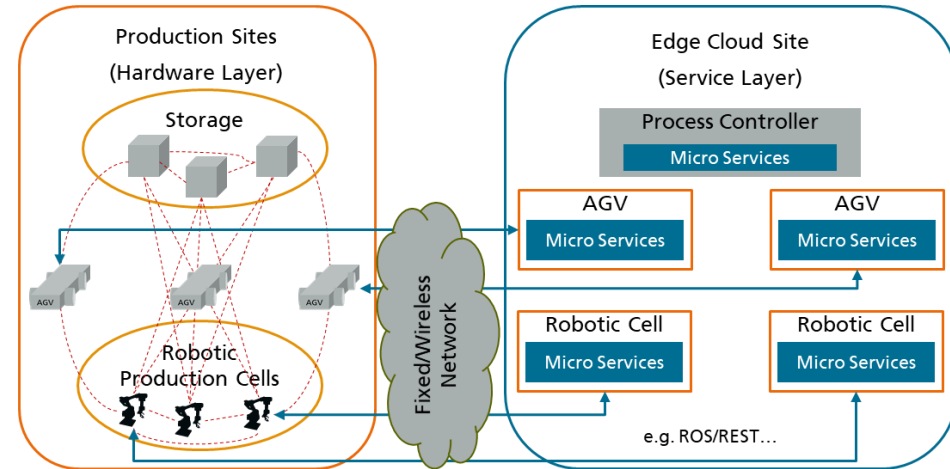 Production Sites
(Hardware Layer)
Storage
AGV
AGV
AGV
Robotic
Production Cells
Fixed/Wireless
Network
Edge Cloud Site
(Service Layer)
Process Controller
Micro Services
AGV
Micro Services
AGV
Micro Services
Robotic Cell
Micro Services
Robotic Cell
Micro Services
e.g. ROS/REST...